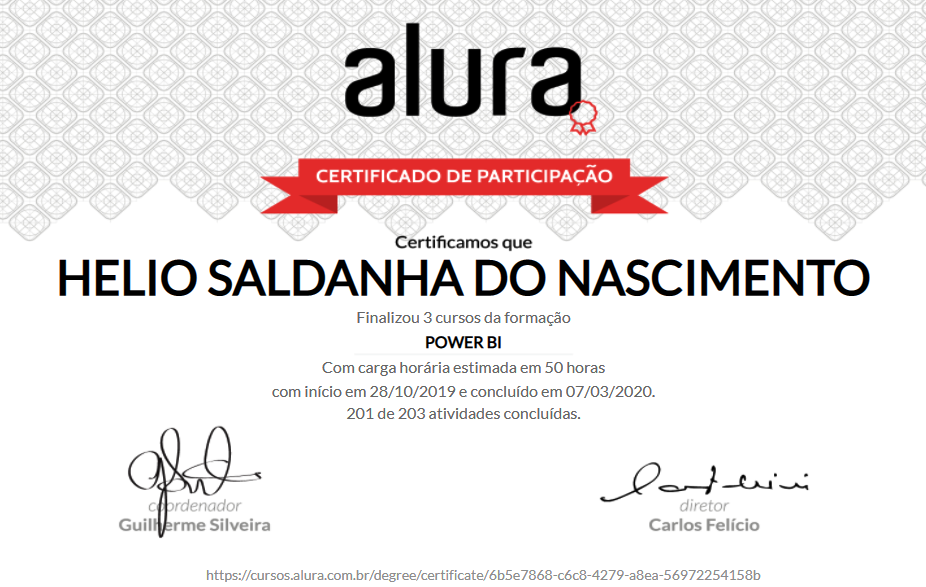 alura
CERTIFICADO DE PARTICIPAÇÃO
Certificamos que
HELIO SALDANHA DO NASCIMENTO
Finalizou 3 cursos da formação
POWER BI
Com carga horária estimada em 50 horas
com início em 28/10/2019 e concluído em 07/03/2020.
201 de 203 atividades concluídas.
coordenador
Guilherme Silveira
diretor
Carlos Felício
https://cursos.alura.com.br/degree/certificate/6b5e7868-c6c8-4279-a8ea-56972254158b